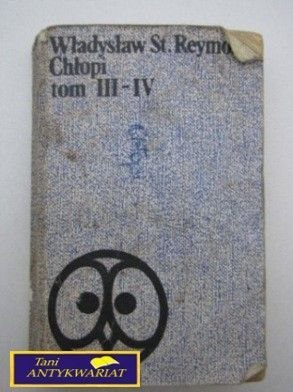 Władysław St. Reymo
Chłopi
tom III-IV
Tani
ANTYKWARIAT